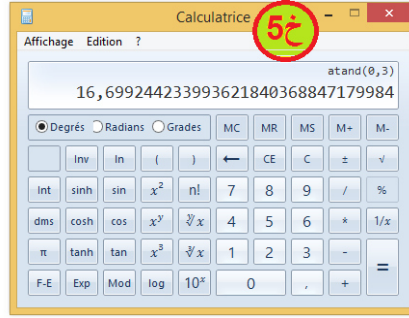 Calculatrice
خ5
Affichage Edition ?
atand(0,3)
16,699244233993621840368847179984
Degrés Radians Grades MC MR MS M+ M-
Inv ln ( ) ← CE C ± √
Int sinh sin x² n! 7 8 9 / %
dms cosh cos xʸ ʸ√x 4 5 6 * 1/x
π tanh tan x³ ³√x 1 2 3 - =
F-E Exp Mod log 10ˣ 0 , +